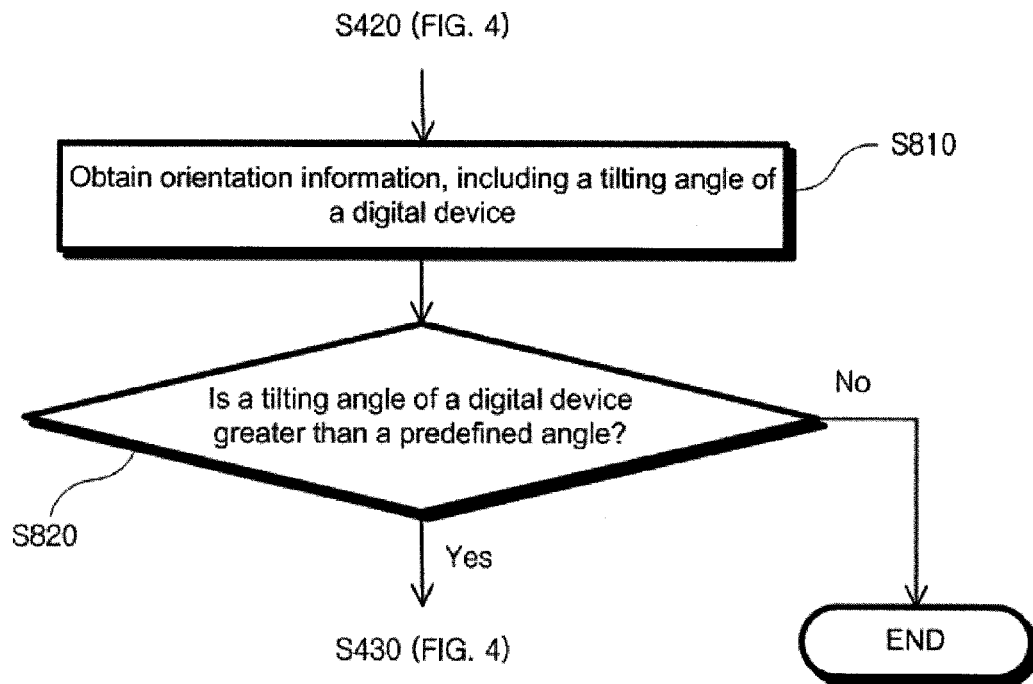 S420 (FIG. 4)
S810
Obtain orientation information, including a tilting angle of
a digital device
Is a tilting angle of a digital device
greater than a predefined angle?
No
S820
Yes
S430 (FIG. 4)
END